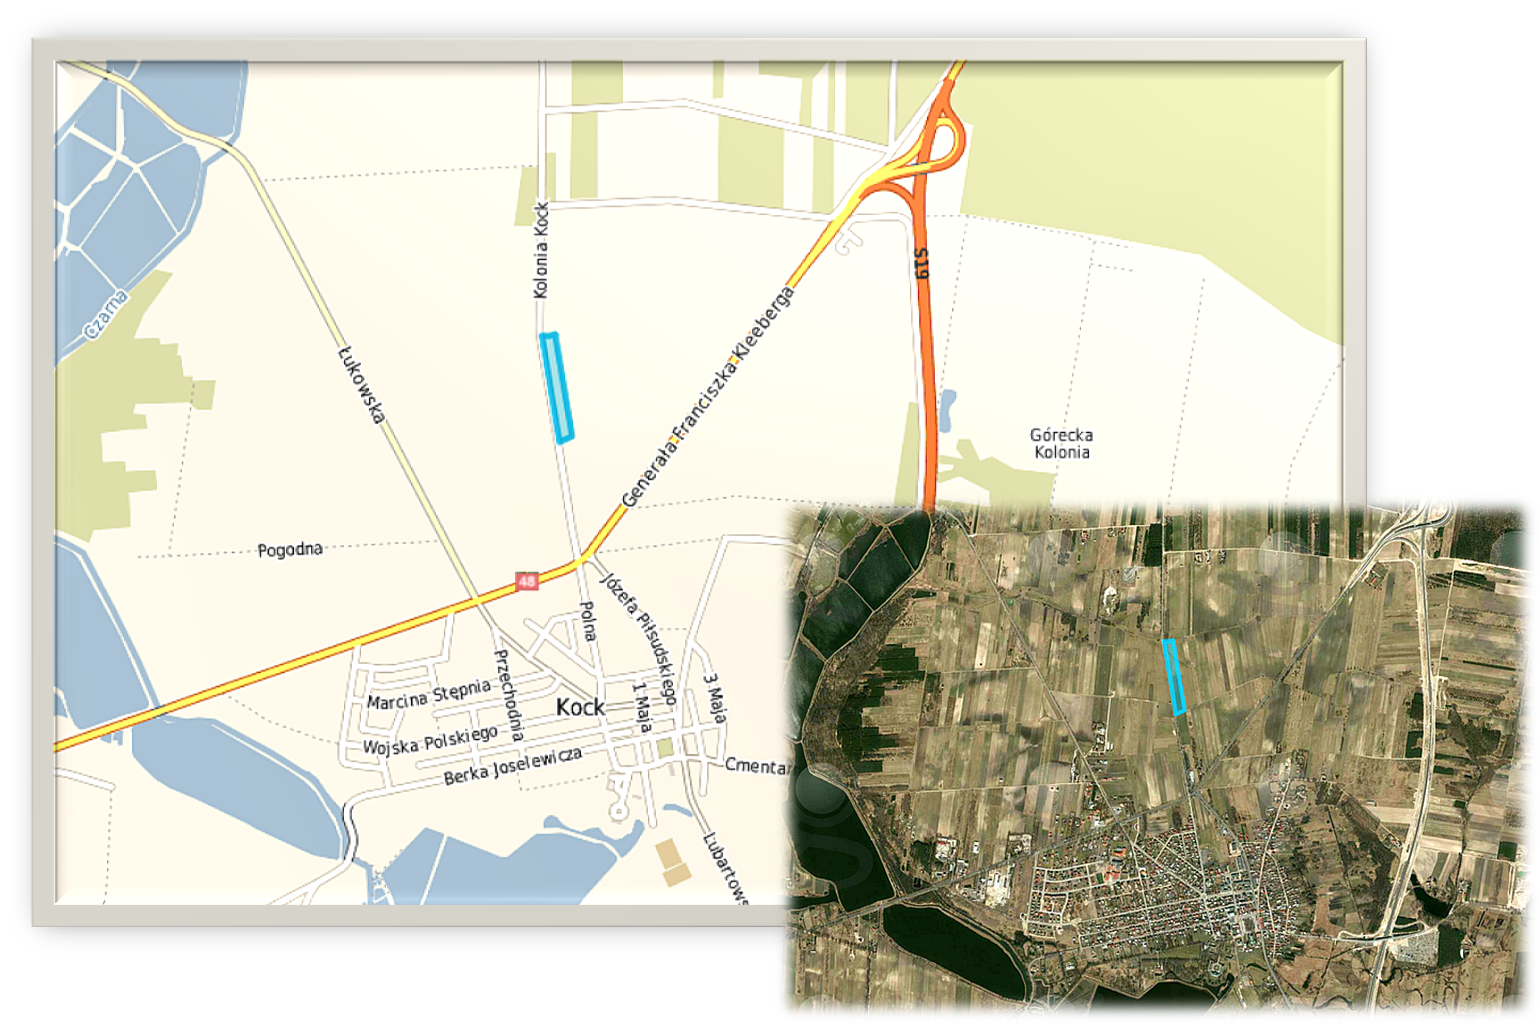 Kolonia Kock
S19
Czarna
Łukowska
Generała Franciszka Kleeberga
Górecka
Kolonia
Pogodna
48
Józefa Piłsudskiego
Polna
Przechodnia
Marcina Stępnia
Kock
1 Maja
3 Maja
Wojska Polskiego
Berka Joselewicza
Cmentar
Lubartows